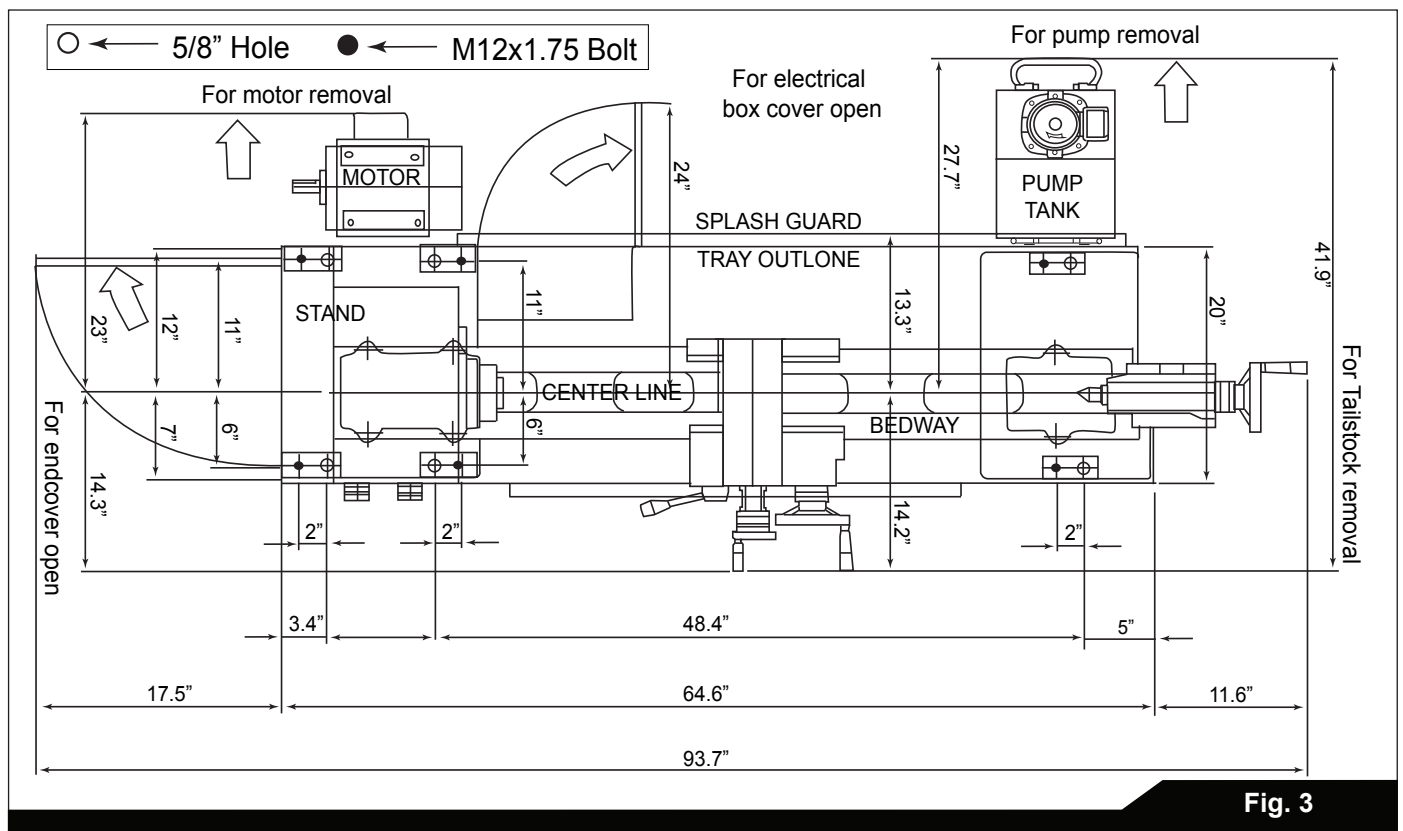 5/8” Hole
M12x1.75 Bolt
For pump removal
For motor removal
For electrical
box cover open
MOTOR
24”
27.7”
PUMP
TANK
SPLASH GUARD
TRAY OUTLONE
41.9”
23”
12”
11”
STAND
11”
13.3”
20”
CENTER LINE
BEDWAY
For Tailstock removal
For endcover open
14.3”
7”
6”
6”
14.2”
2”
2”
2”
3.4”
48.4”
5”
17.5”
64.6”
11.6”
93.7”
Fig. 3